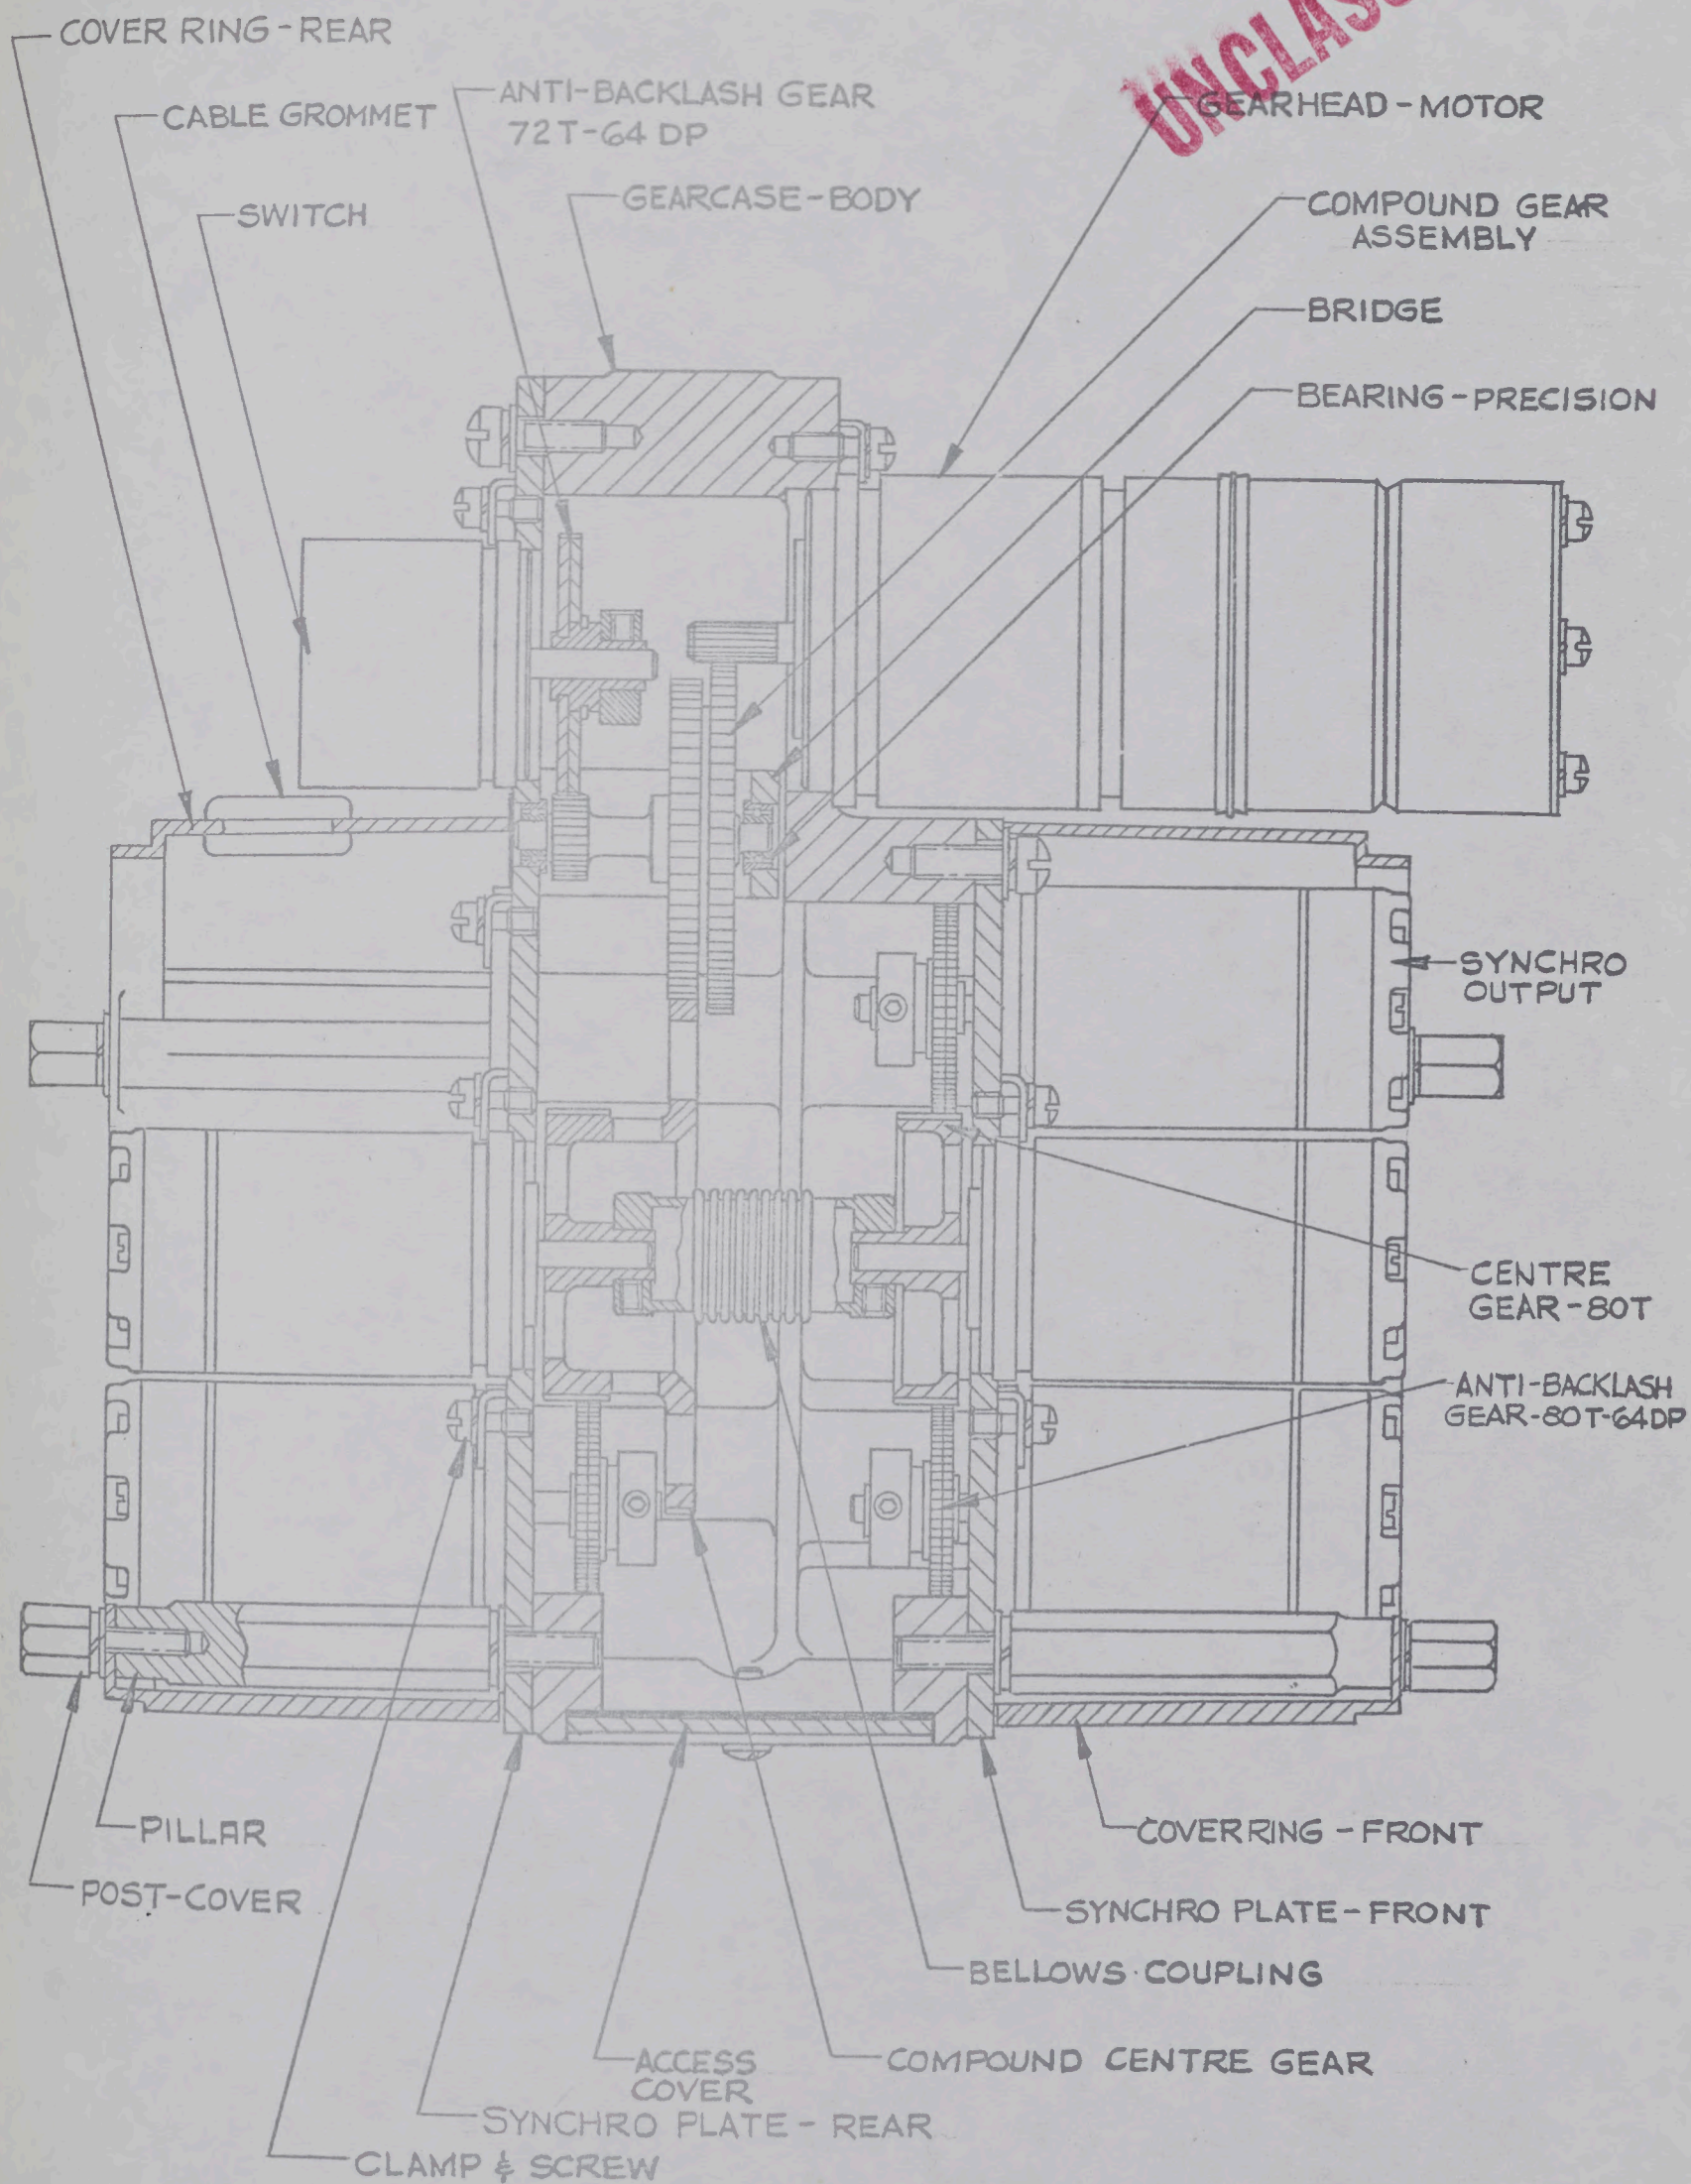 COVER RING-REAR
CABLE GROMMET
SWITCH
ANTI-BACKLASH GEAR
72T-64 DP
GEARCASE-BODY
GEARHEAD-MOTOR
COMPOUND GEAR
ASSEMBLY
BRIDGE
BEARING-PRECISION
SYNCHRO
OUTPUT
CENTRE
GEAR-80T
ANTI-BACKLASH
GEAR-80T-64DP
PILLAR
POST-COVER
COVER RING-FRONT
SYNCHRO PLATE-FRONT
BELLOWS COUPLING
COMPOUND CENTRE GEAR
ACCESS
COVER
SYNCHRO PLATE-REAR
CLAMP & SCREW